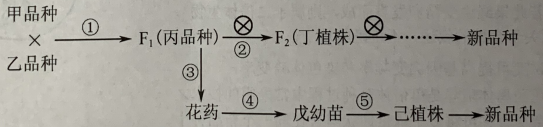 甲品种
×
乙品种
① F₁(丙品种) ⊗ ② F₂(丁植株) ⊗ …… 新品种
③
花药 ④ 戊幼苗 ⑤ 己植株 新品种